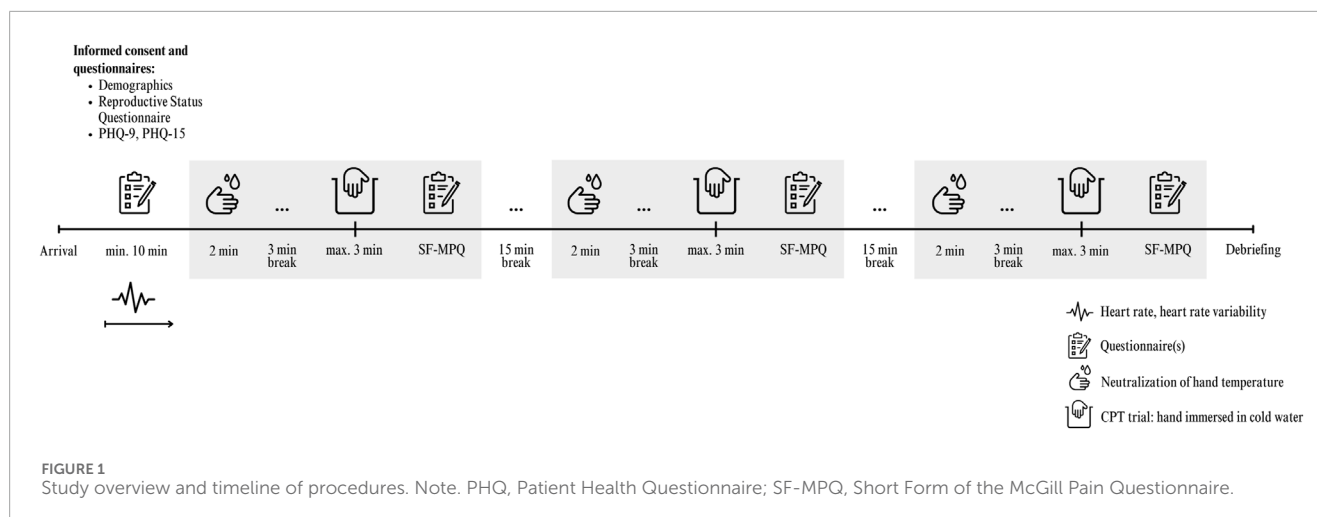 Informed consent and
questionnaires:
• Demographics
• Reproductive Status
Questionnaire
• PHQ-9, PHQ-15
... ... ... ... ...
Arrival min. 10 min 2 min 3 min break max. 3 min SF-MPQ 15 min break 2 min 3 min break max. 3 min SF-MPQ 15 min break 2 min 3 min break max. 3 min SF-MPQ Debriefing
Heart rate, heart rate variability
Questionnaire(s)
Neutralization of hand temperature
CPT trial: hand immersed in cold water
FIGURE 1
Study overview and timeline of procedures. Note. PHQ, Patient Health Questionnaire; SF-MPQ, Short Form of the McGill Pain Questionnaire.